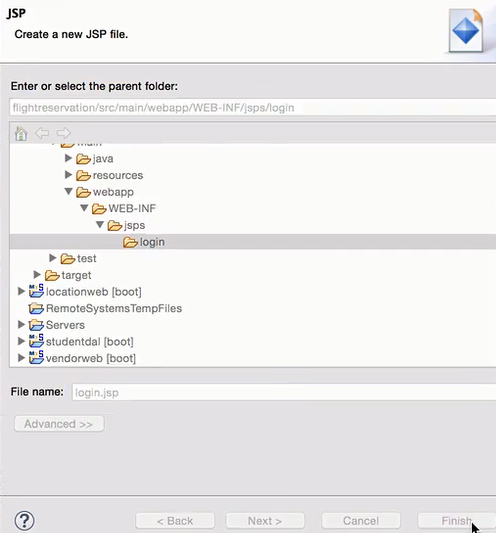 JSP
Create a new JSP file.
Enter or select the parent folder:
flightreservation/src/main/webapp/WEB-INF/jsps/login
main
java
resources
webapp
WEB-INF
jsps
login
test
target
locationweb [boot]
RemoteSystemsTempFiles
Servers
studentdal [boot]
vendorweb [boot]
File name: login.jsp
Advanced >>
? < Back Next > Cancel Finish